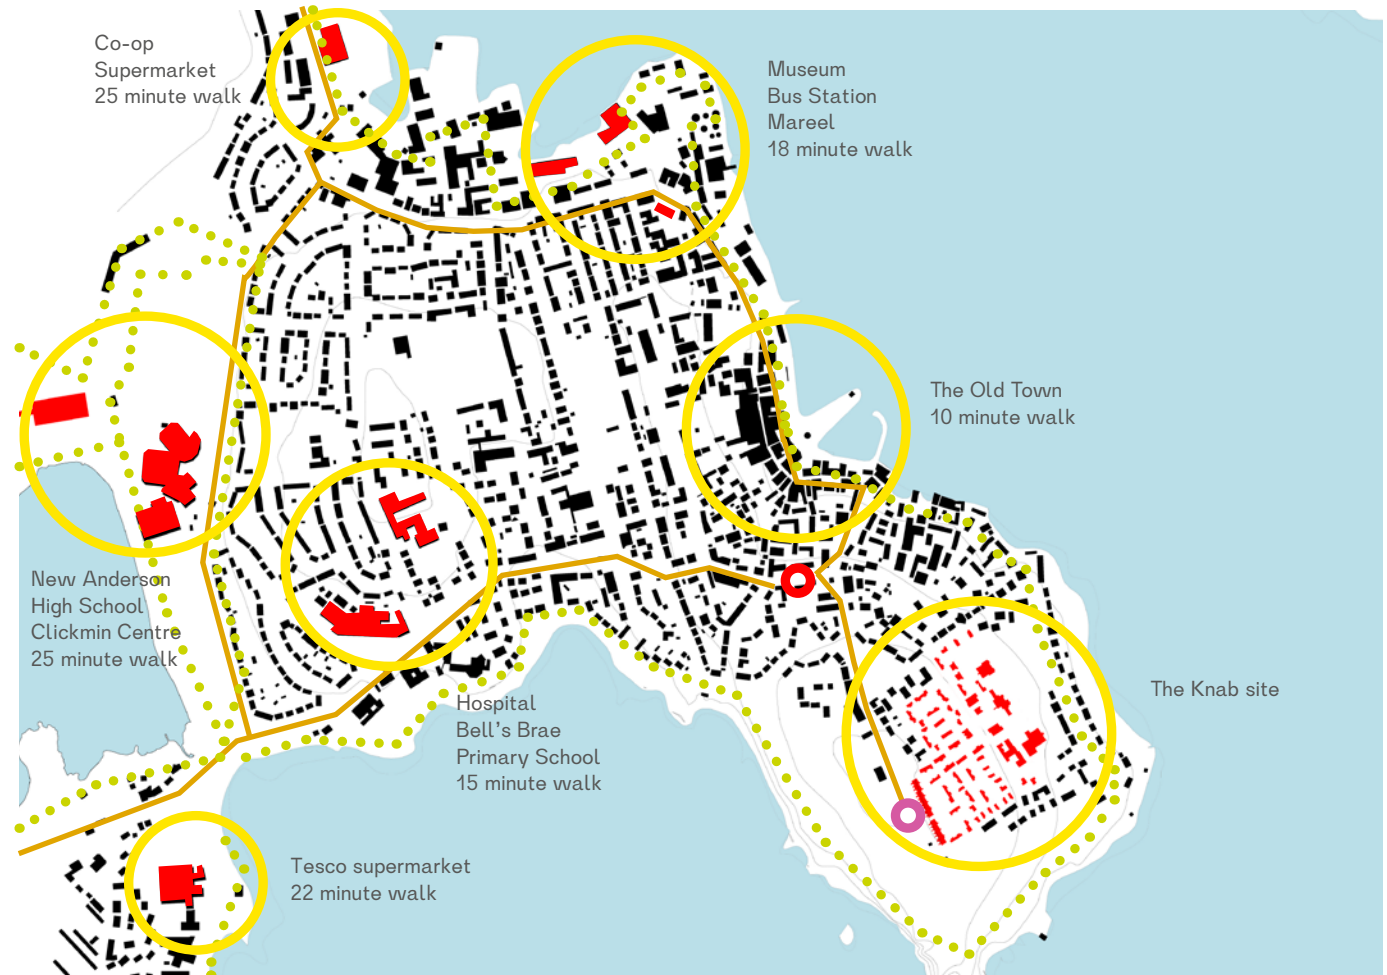 Co-op
Supermarket
25 minute walk
Museum
Bus Station
Mareel
18 minute walk
The Old Town
10 minute walk
New Anderson
High School
Clickmin Centre
25 minute walk
The Knab site
Hospital
Bell's Brae
Primary School
15 minute walk
Tesco supermarket
22 minute walk